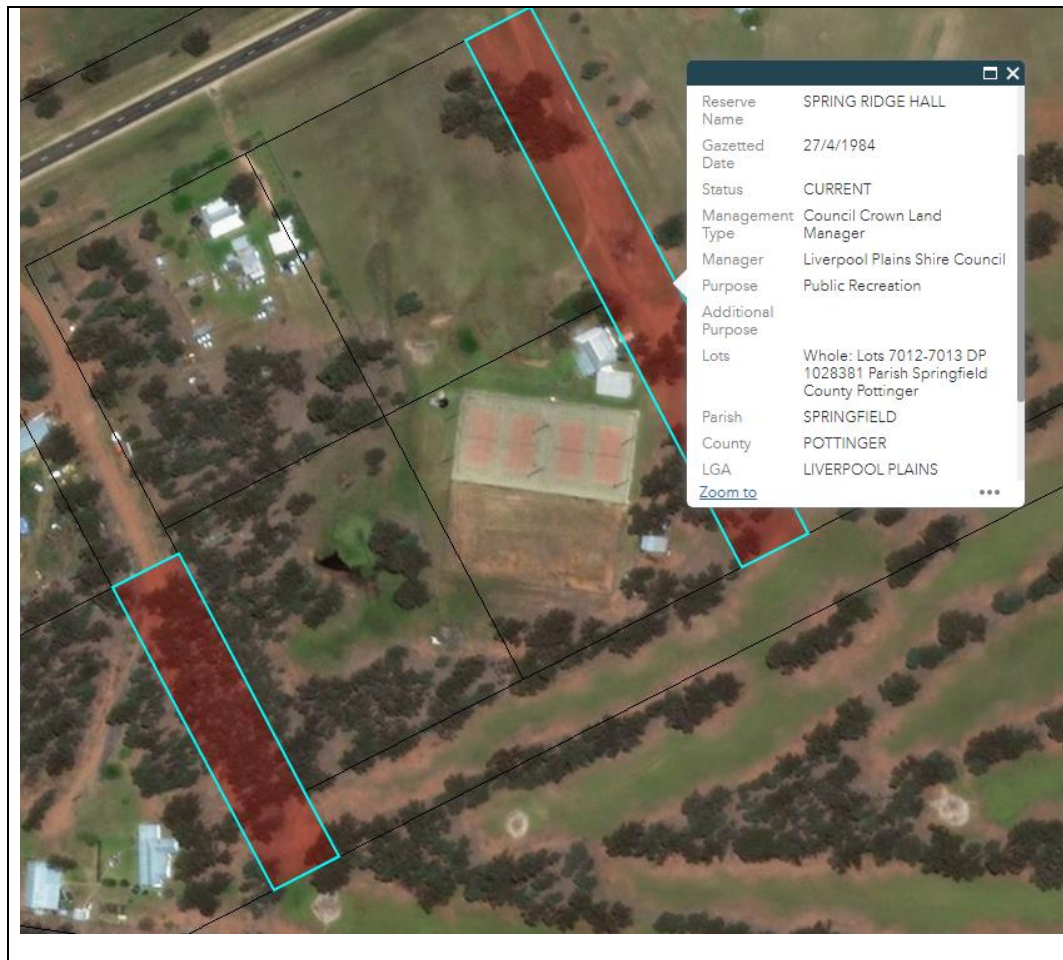 Reserve Name SPRING RIDGE HALL
Gazetted Date 27/4/1984
Status CURRENT
Management Type Council Crown Land Manager
Manager Liverpool Plains Shire Council
Purpose Public Recreation
Additional Purpose
Lots Whole: Lots 7012-7013 DP 1028381 Parish Springfield County Pottinger
Parish SPRINGFIELD
County POTTINGER
LGA LIVERPOOL PLAINS
Zoom to